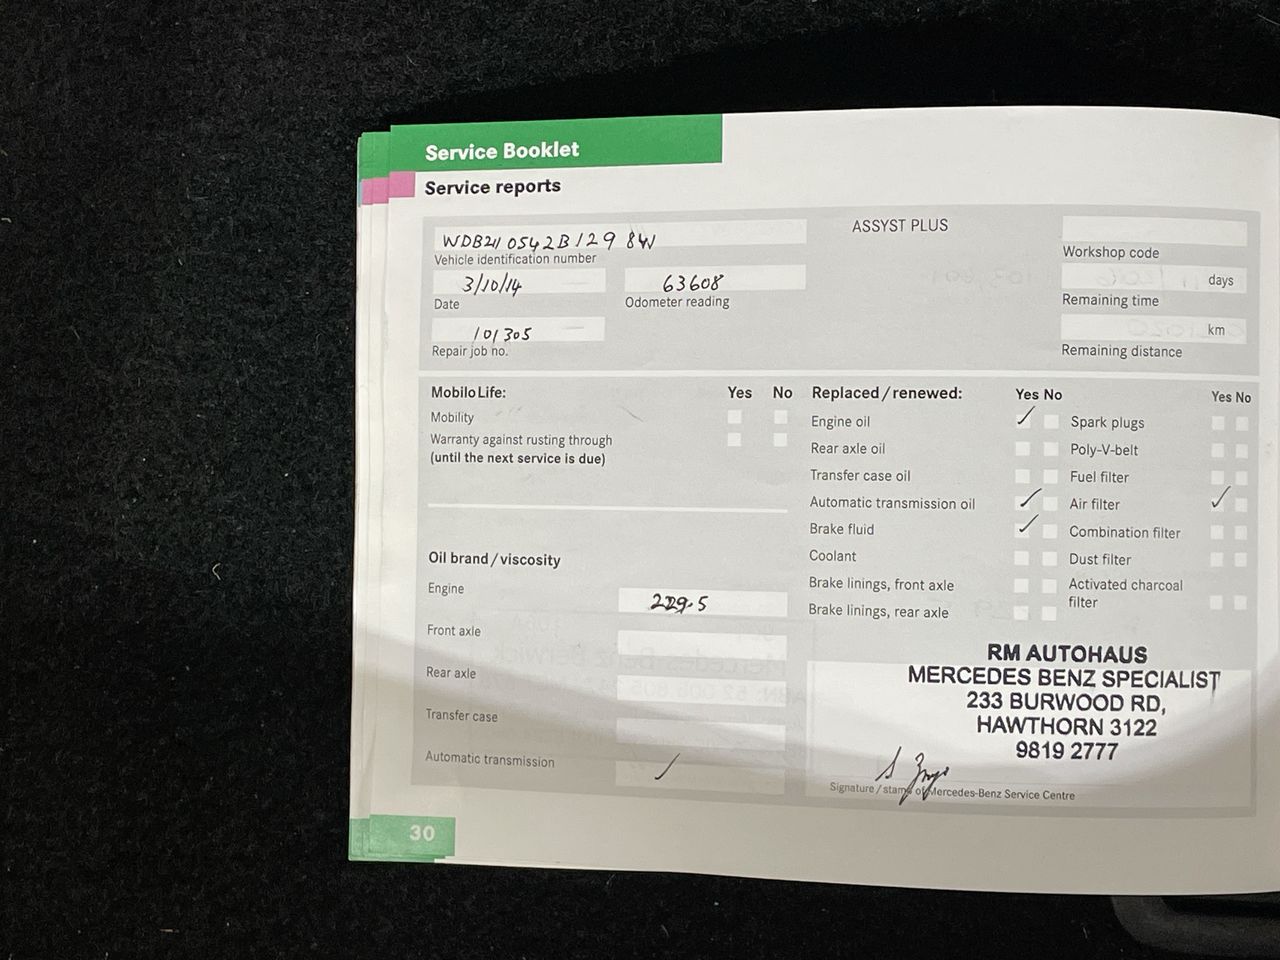 Service Booklet
Service reports
WDB211 0542B129 84
Vehicle identification number
3/10/14
Date
63608
Odometer reading
101305
Repair job no.
ASSYST PLUS
Workshop code
days
Remaining time
km
Remaining distance
MobiloLife: Yes No
Mobility
Warranty against rusting through
(until the next service is due)
Oil brand/viscosity
Engine 229.5
Front axle
Rear axle
Transfer case
Automatic transmission
Replaced/renewed: Yes No
Engine oil
Rear axle oil
Transfer case oil
Automatic transmission oil
Brake fluid
Coolant
Brake linings, front axle
Brake linings, rear axle
Yes No
Spark plugs
Poly-V-belt
Fuel filter
Air filter
Combination filter
Dust filter
Activated charcoal
filter
RM AUTOHAUS
MERCEDES BENZ SPECIALIST
233 BURWOOD RD,
HAWTHORN 3122
9819 2777
Signature/stamp of Mercedes-Benz Service Centre
30